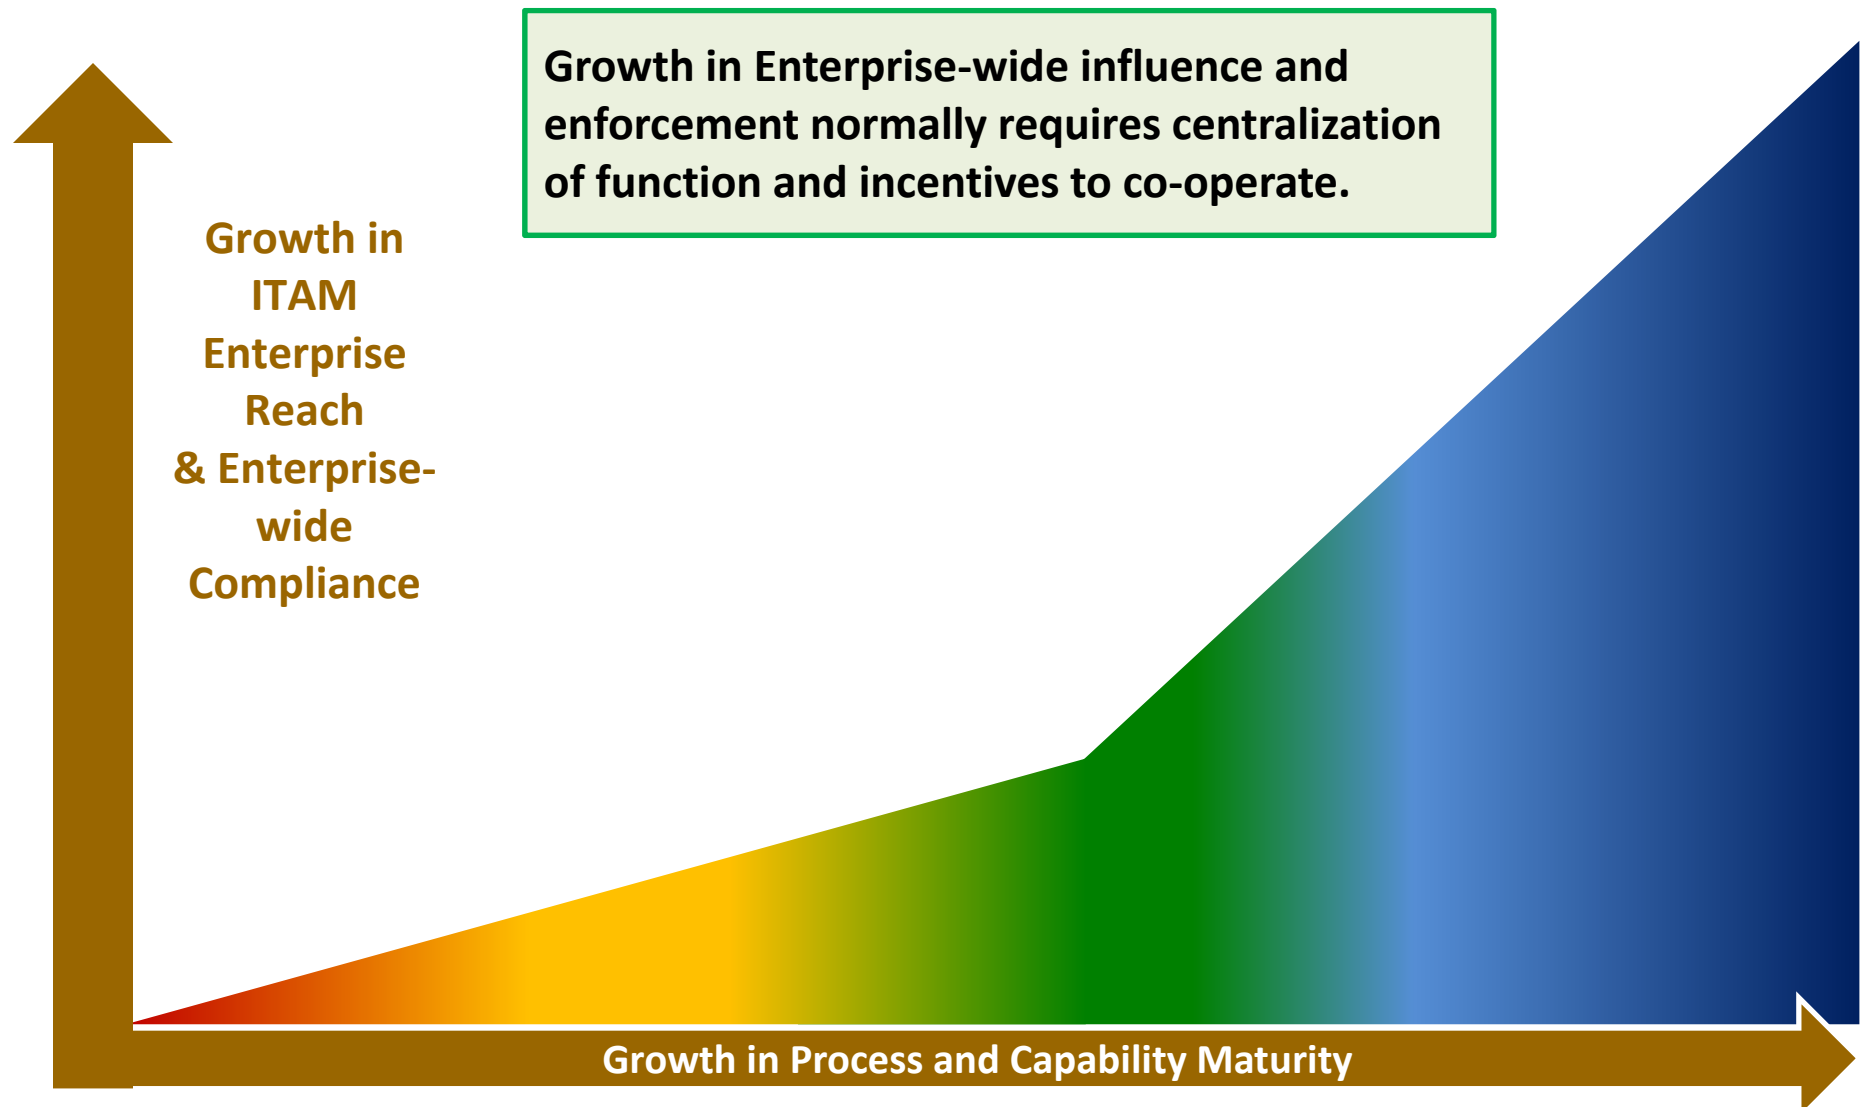 Growth in Enterprise-wide influence and
enforcement normally requires centralization
of function and incentives to co-operate.
Growth in
ITAM
Enterprise
Reach
& Enterprise-
wide
Compliance
Growth in Process and Capability Maturity